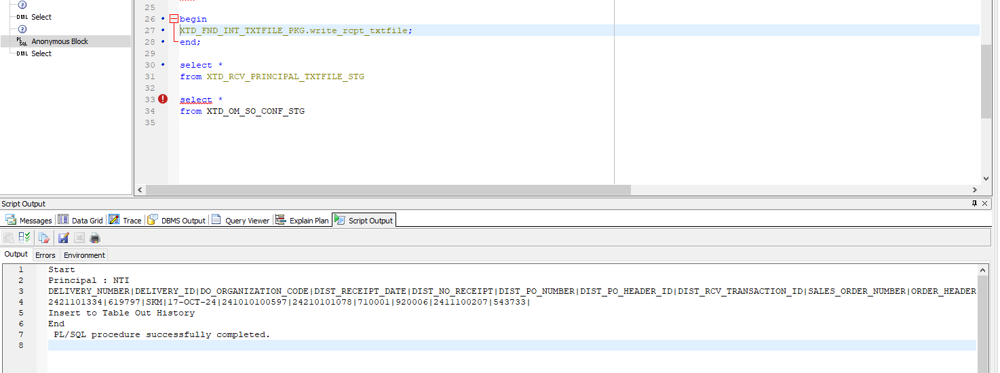 DML Select
PL SQL Anonymous Block
DML Select
25
26 begin
27 XTD_FND_INT_TXTFILE_PKG.write_rcpt_txtfile;
28 end;
29
30 select *
31 from XTD_RCV_PRINCIPAL_TXTFILE_STG
32
33 select *
34 from XTD_OM_SO_CONF_STG
35
Script Output
Messages Data Grid Trace DBMS Output Query Viewer Explain Plan Script Output
Output Errors Environment
1 Start
2 Principal : NTI
3 DELIVERY_NUMBER|DELIVERY_ID|DO_ORGANIZATION_CODE|DIST_RECEIPT_DATE|DIST_NO_RECEIPT|DIST_PO_NUMBER|DIST_PO_HEADER_ID|DIST_RCV_TRANSACTION_ID|SALES_ORDER_NUMBER|ORDER_HEADER
4 2421101334|619797|SKM|17-OCT-24|241010100597|24210101078|710001|920006|2411100207|543733|
5 Insert to Table Out History
6 End
7 PL/SQL procedure successfully completed.
8